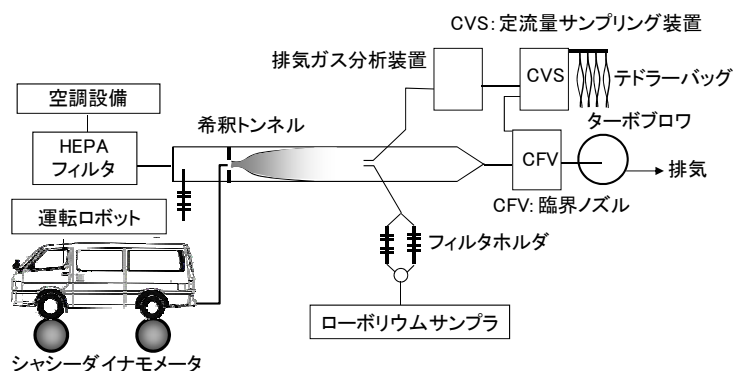 CVS: 定流量サンプリング装置
排気ガス分析装置
CVS
テドラーバッグ
空調設備
希釈トンネル
ターボブロワ
HEPA
フィルタ
CFV
排気
CFV: 臨界ノズル
運転ロボット
フィルタホルダ
ローボリウムサンプラ
シャシーダイナモメータ